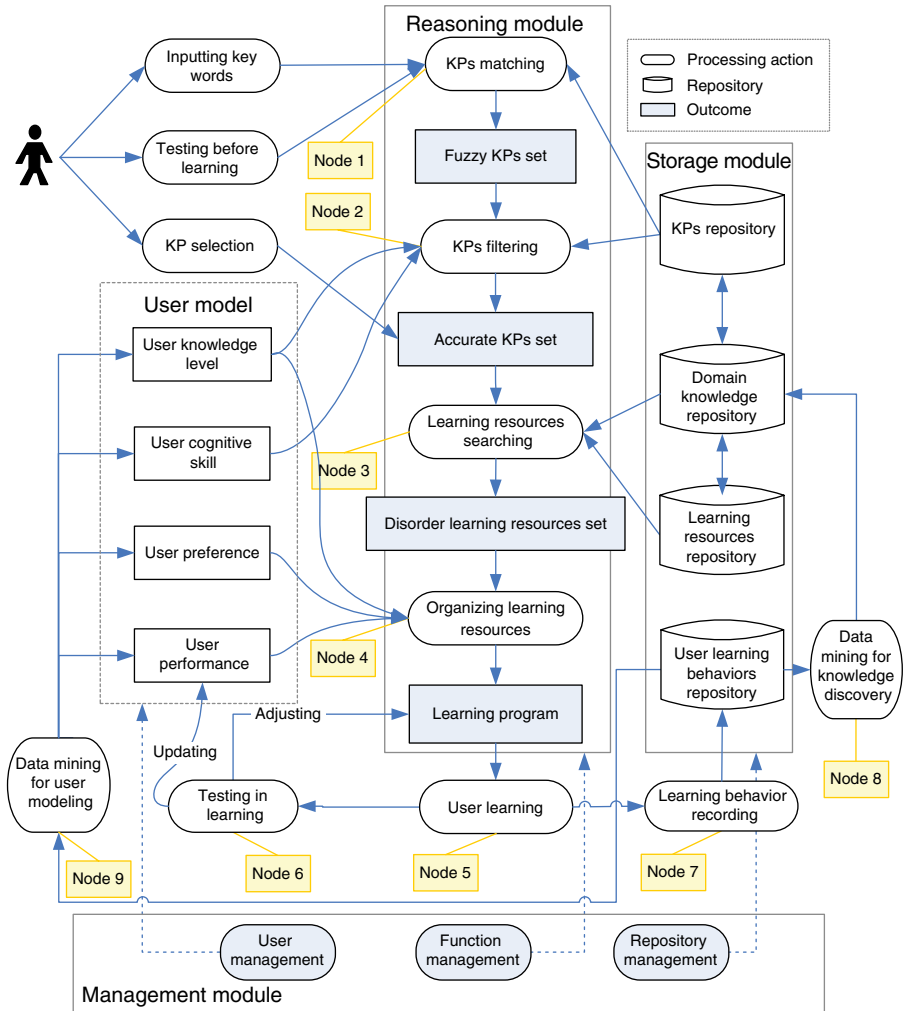 Reasoning module
Inputting key
words
KPs matching
Processing action
Repository
Outcome
Testing before
learning
Node 1
Fuzzy KPs set
Storage module
Node 2
KP selection
KPs filtering
KPs repository
User model
User knowledge
level
Accurate KPs set
Domain
knowledge
repository
User cognitive
skill
Learning resources
searching
Node 3
Disorder learning resources set
Learning
resources
repository
User preference
Organizing learning
resources
Node 4
User
performance
User learning
behaviors
repository
Data
mining for
knowledge
discovery
Adjusting
Learning program
Updating
Node 8
Data mining
for user
modeling
Testing in
learning
User learning
Learning behavior
recording
Node 9
Node 6
Node 5
Node 7
User
management
Function
management
Repository
management
Management module